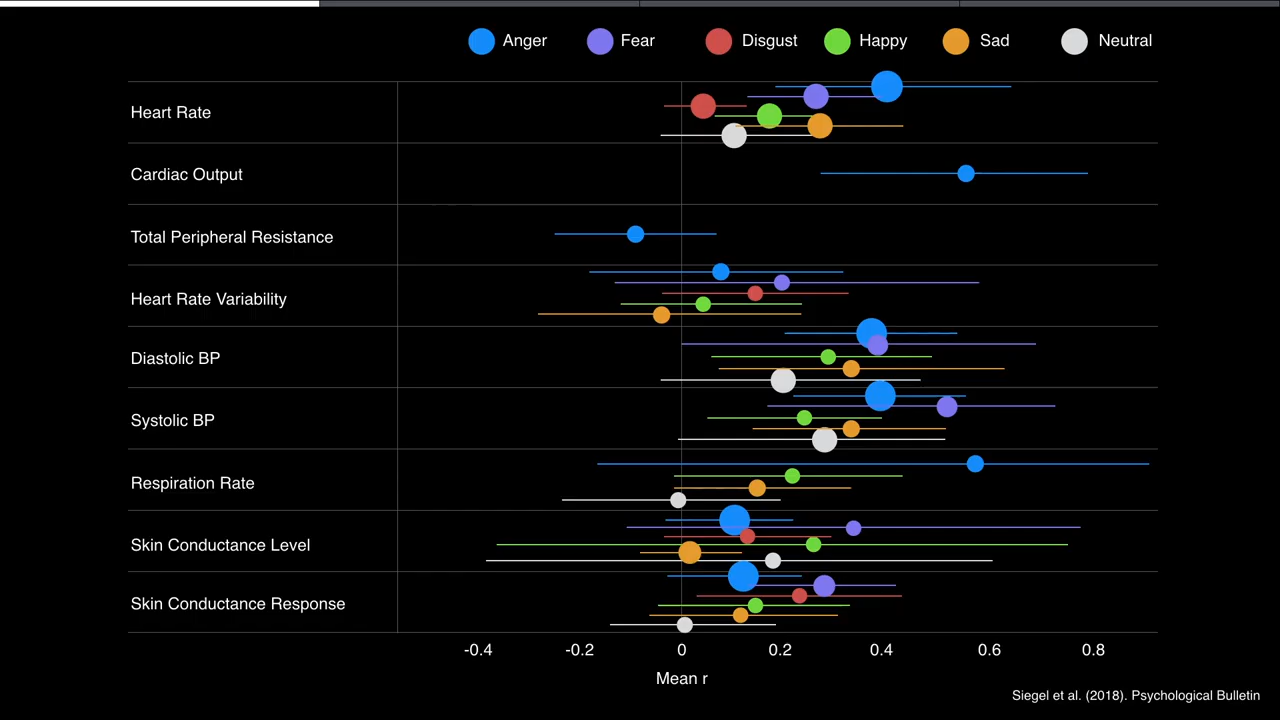 Anger Fear Disgust Happy Sad Neutral
Heart Rate
Cardiac Output
Total Peripheral Resistance
Heart Rate Variability
Diastolic BP
Systolic BP
Respiration Rate
Skin Conductance Level
Skin Conductance Response
-0.4 -0.2 0 0.2 0.4 0.6 0.8
Mean r
Siegel et al. (2018). Psychological Bulletin